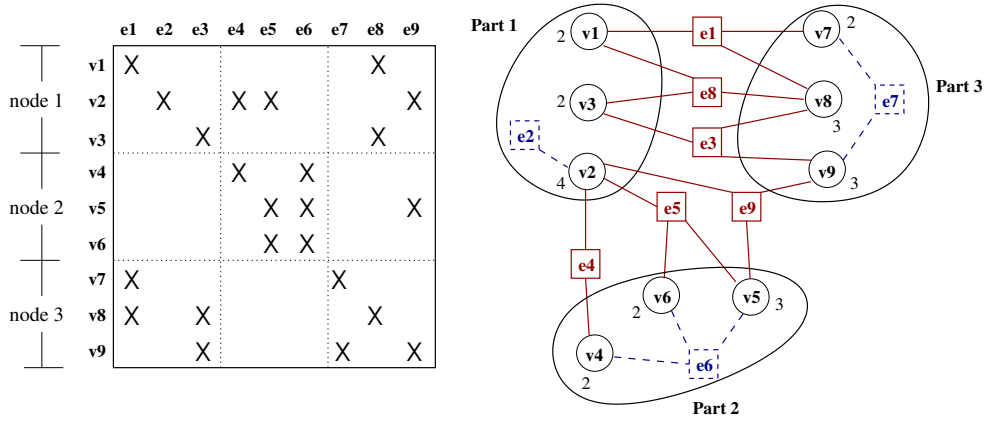 e1 e2 e3 e4 e5 e6 e7 e8 e9
v1 X X
node 1 v2 X X X X
v3 X X
v4 X X
node 2 v5 X X X
v6 X X
v7 X X
node 3 v8 X X X
v9 X X X
Part 1
2 v1
e1
v7 2
2 v3
e8
v8 3
e7
Part 3
e2
e3
4 v2
v9 3
e5
e9
e4
2 v6
v5 3
v4 2
e6
Part 2